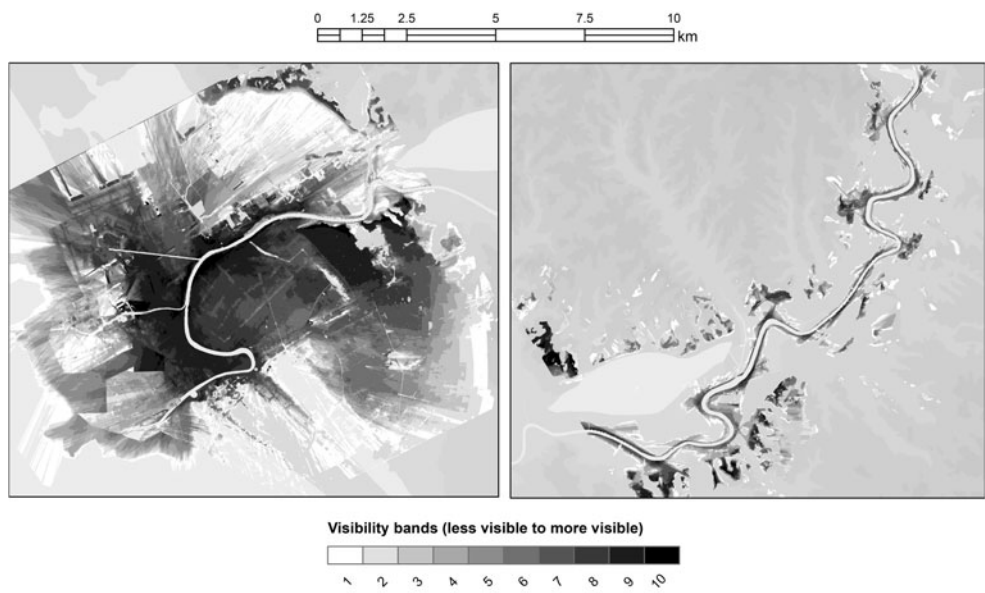 0 1.25 2.5 5 7.5 10
km
Visibility bands (less visible to more visible)
1 2 3 4 5 6 7 8 9 10